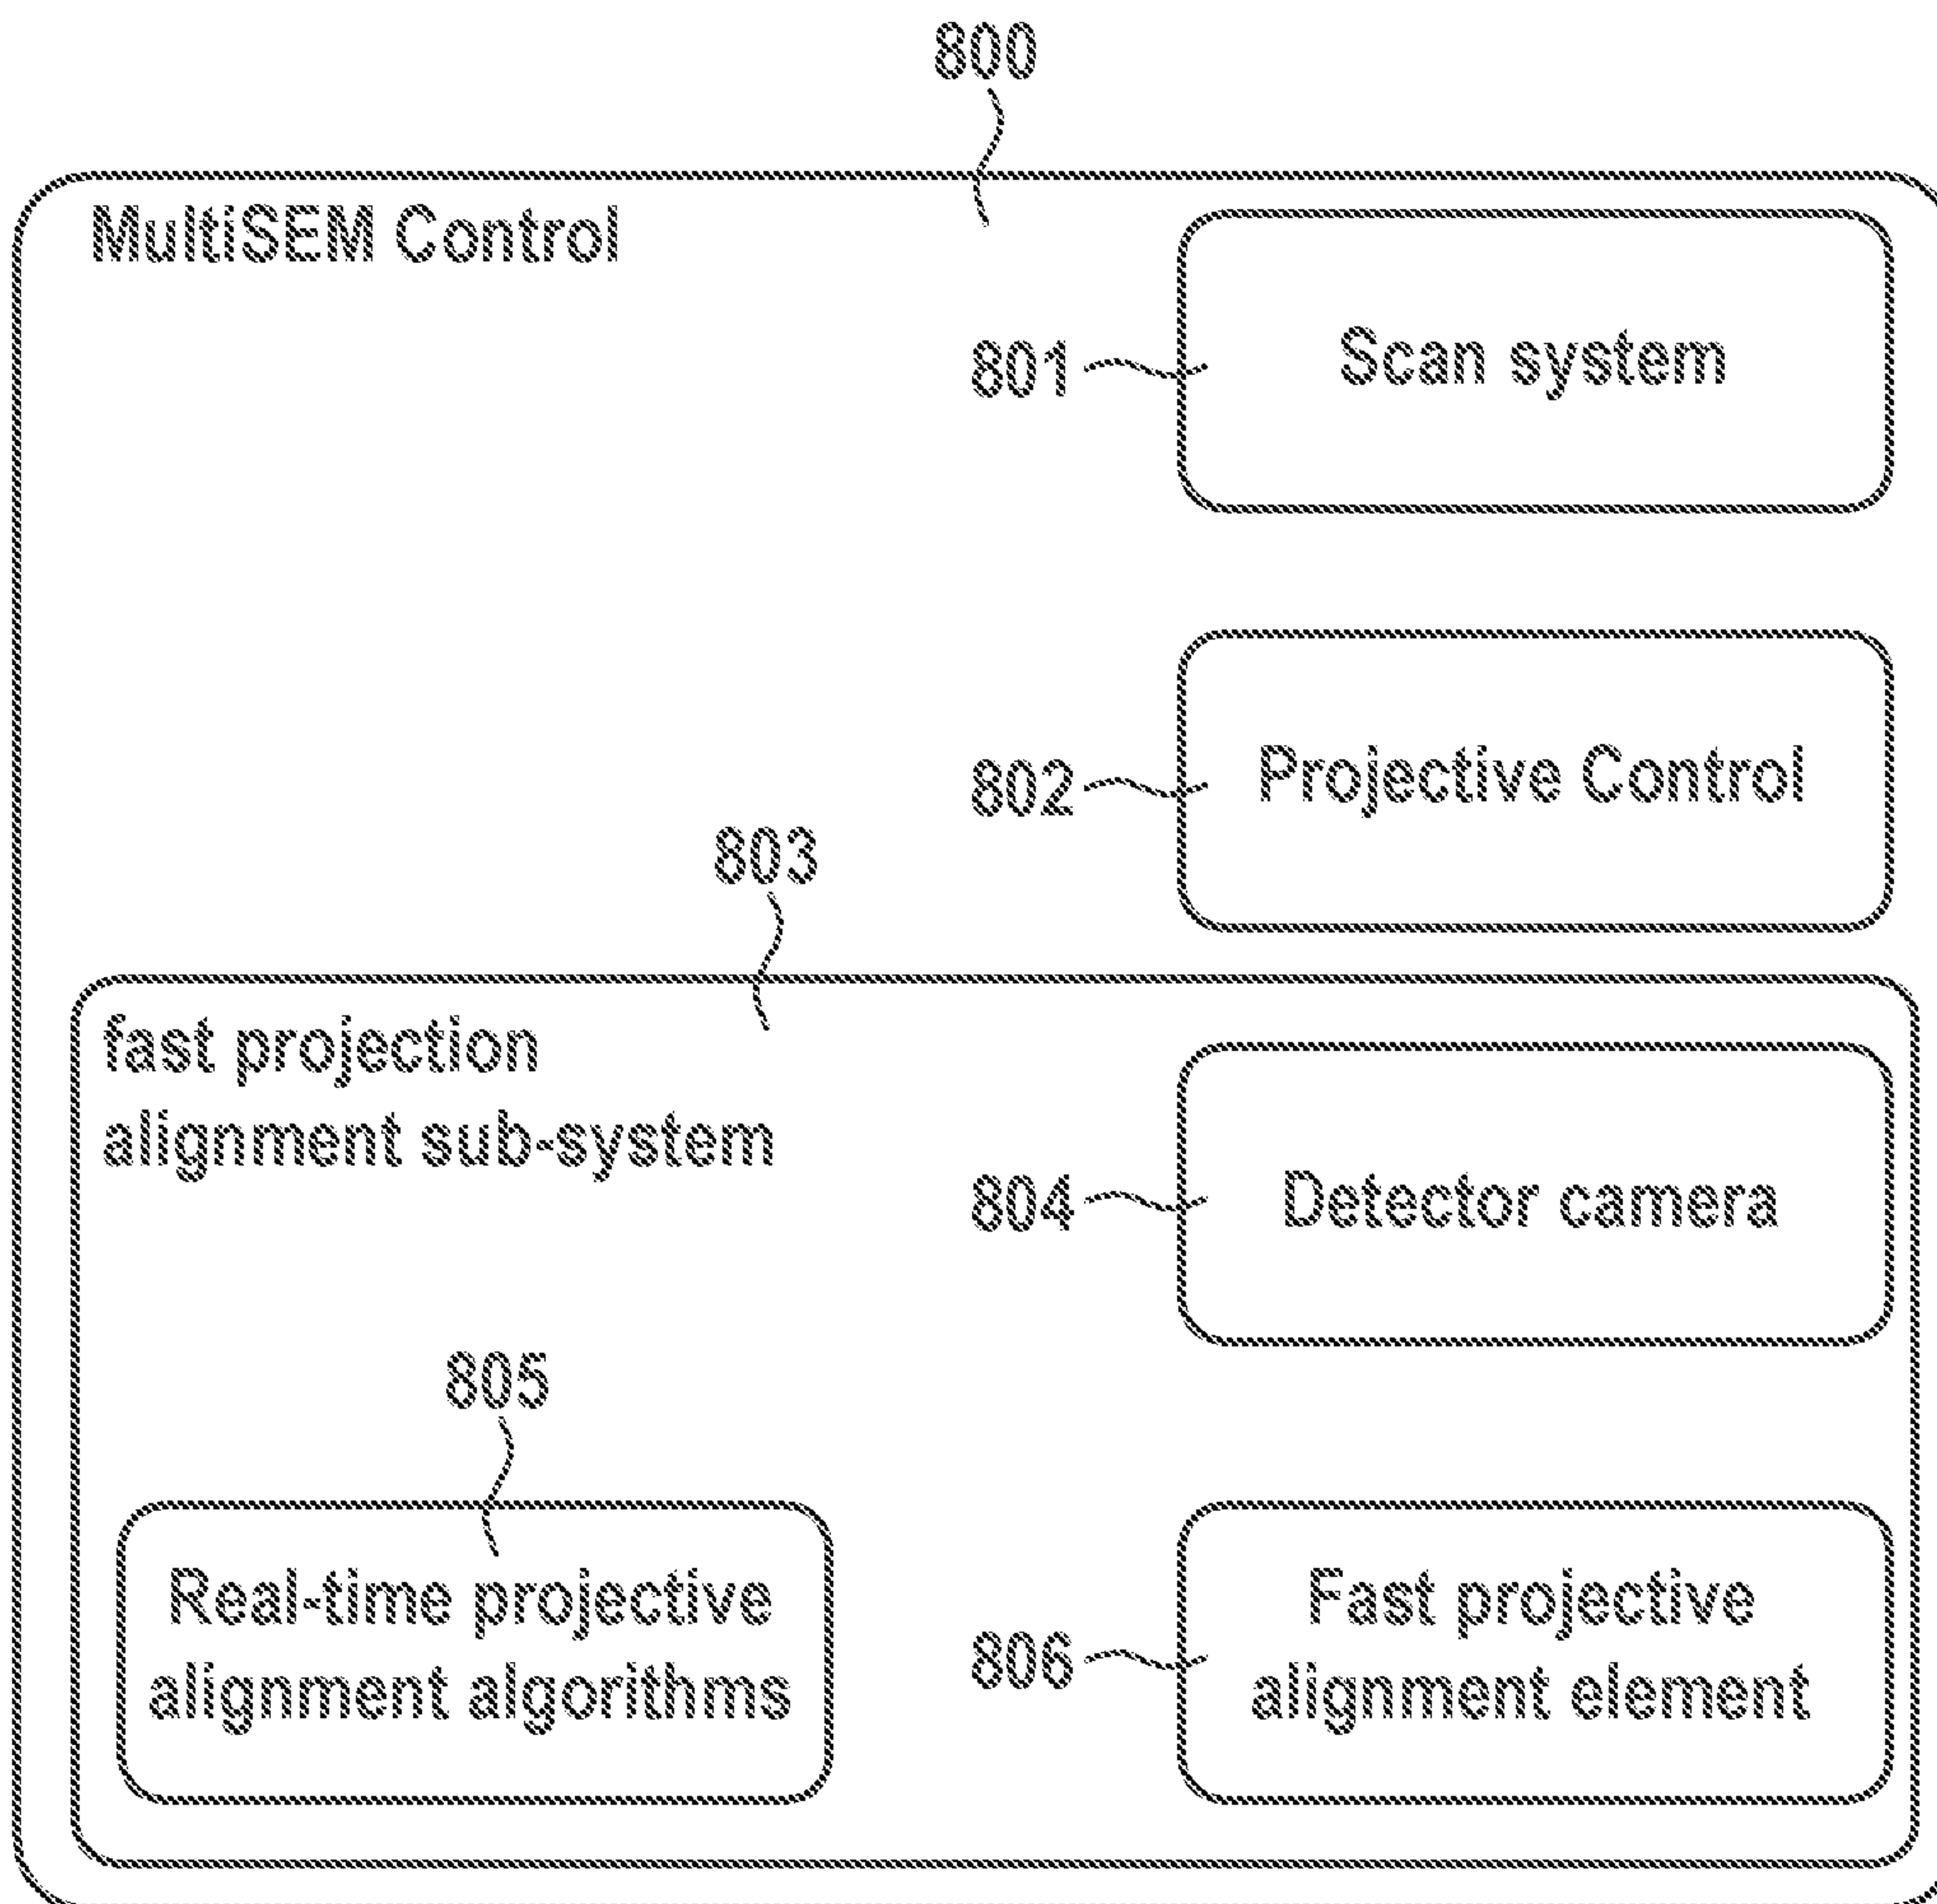 800
MultiSEM Control
801
Scan system
802
Projective Control
803
fast projection
alignment sub-system
804
Detector camera
805
Real-time projective
alignment algorithms
806
Fast projective
alignment element